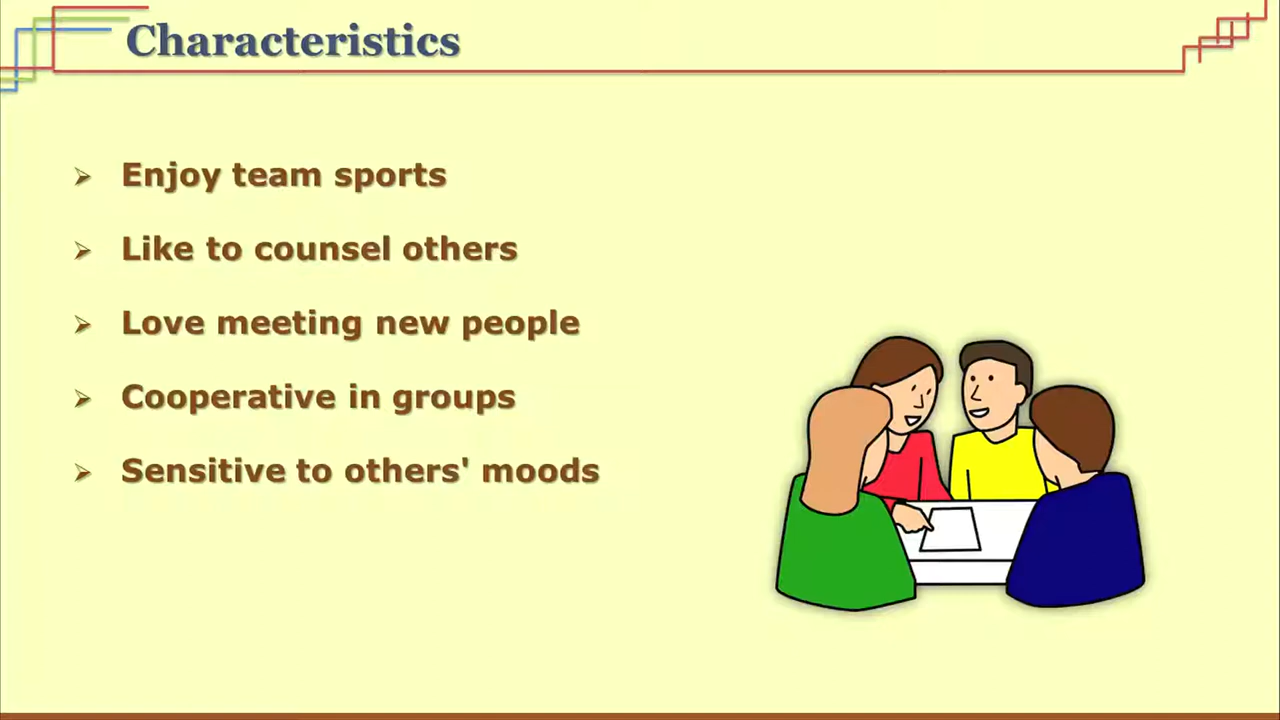 Characteristics
Enjoy team sports
Like to counsel others
Love meeting new people
Cooperative in groups
Sensitive to others' moods